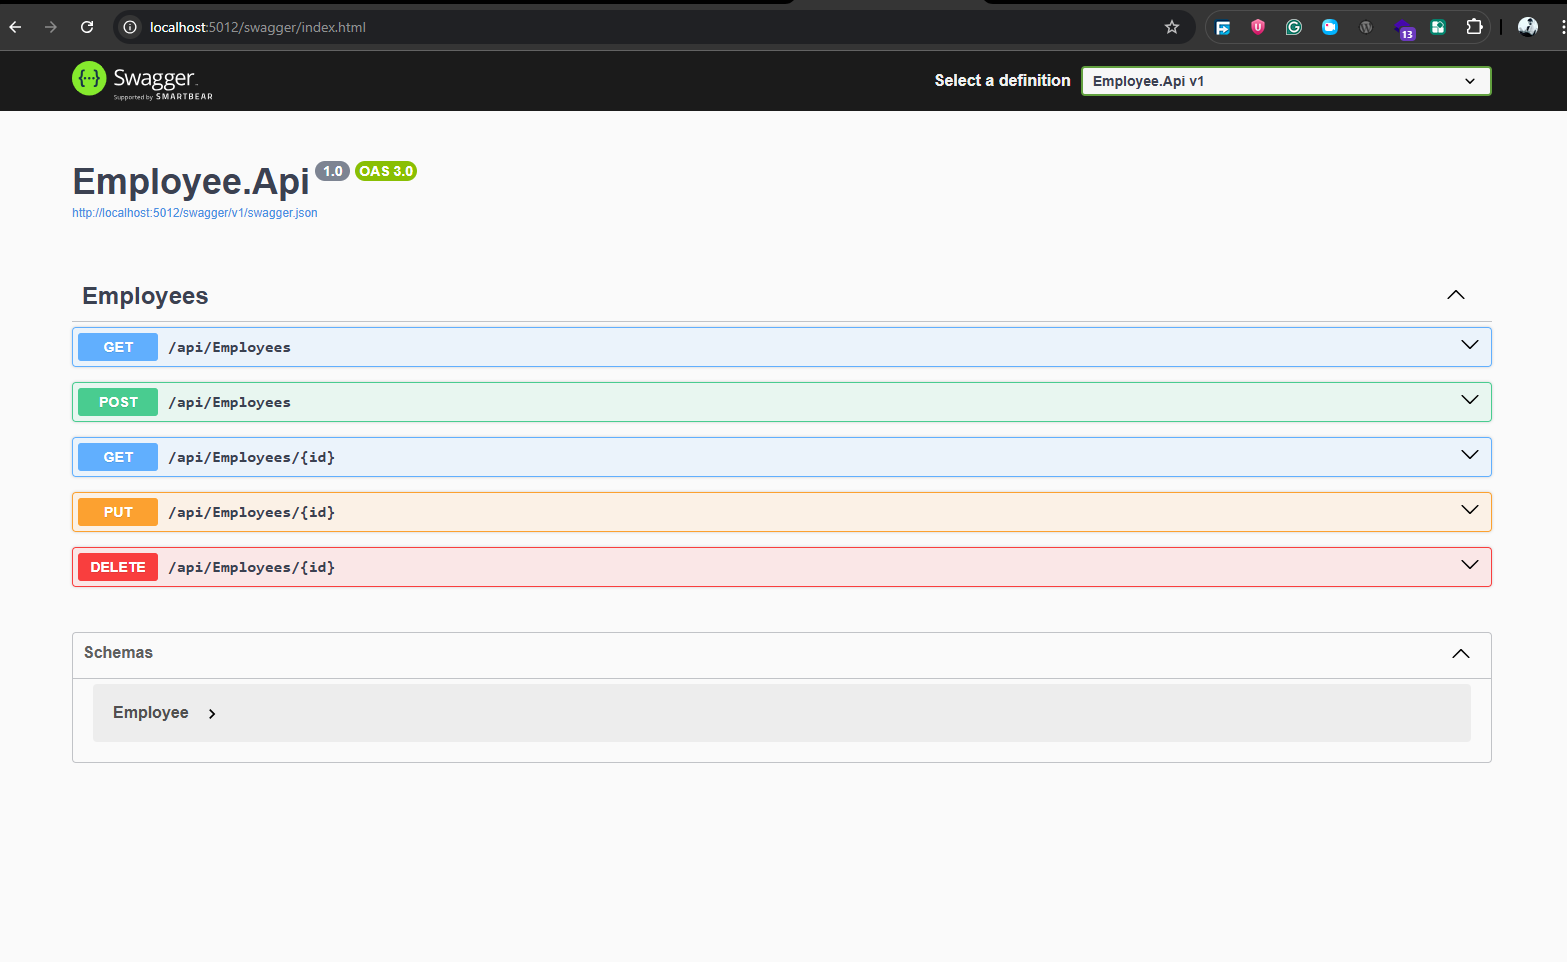 localhost:5012/swagger/index.html
13
Swagger.
Supported by SMARTBEAR
Select a definition
Employee.Api v1
Employee.Api 1.0 OAS 3.0
http://localhost:5012/swagger/v1/swagger.json
Employees
GET /api/Employees
POST /api/Employees
GET /api/Employees/{id}
PUT /api/Employees/{id}
DELETE /api/Employees/{id}
Schemas
Employee